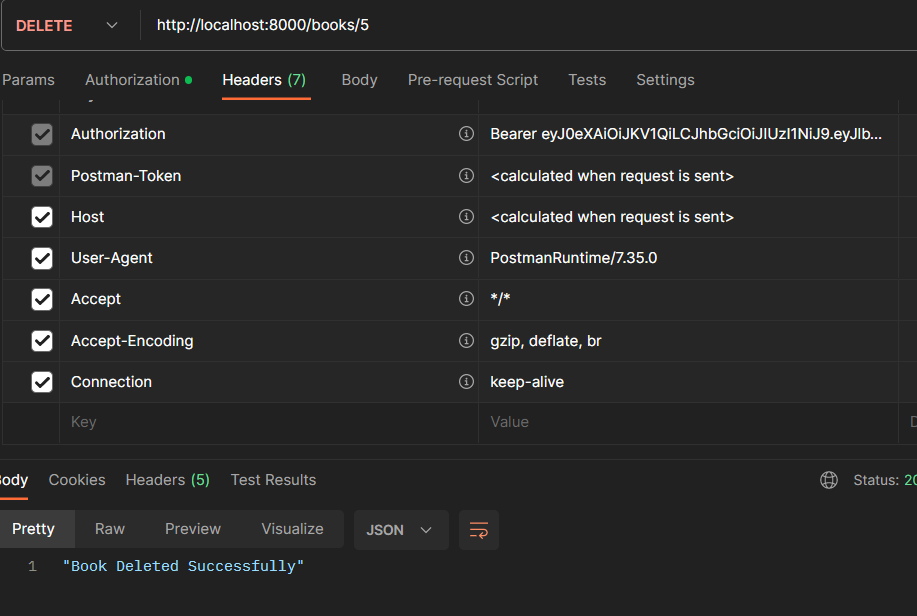 DELETE http://localhost:8000/books/5
Params Authorization Headers (7) Body Pre-request Script Tests Settings
Authorization Bearer eyJ0eXAiOiJKV1QiLCJhbGciOiJIUzI1NiJ9.eyJlb...
Postman-Token <calculated when request is sent>
Host <calculated when request is sent>
User-Agent PostmanRuntime/7.35.0
Accept */*
Accept-Encoding gzip, deflate, br
Connection keep-alive
Key Value D
ody Cookies Headers (5) Test Results Status: 20
Pretty Raw Preview Visualize JSON
1 "Book Deleted Successfully"